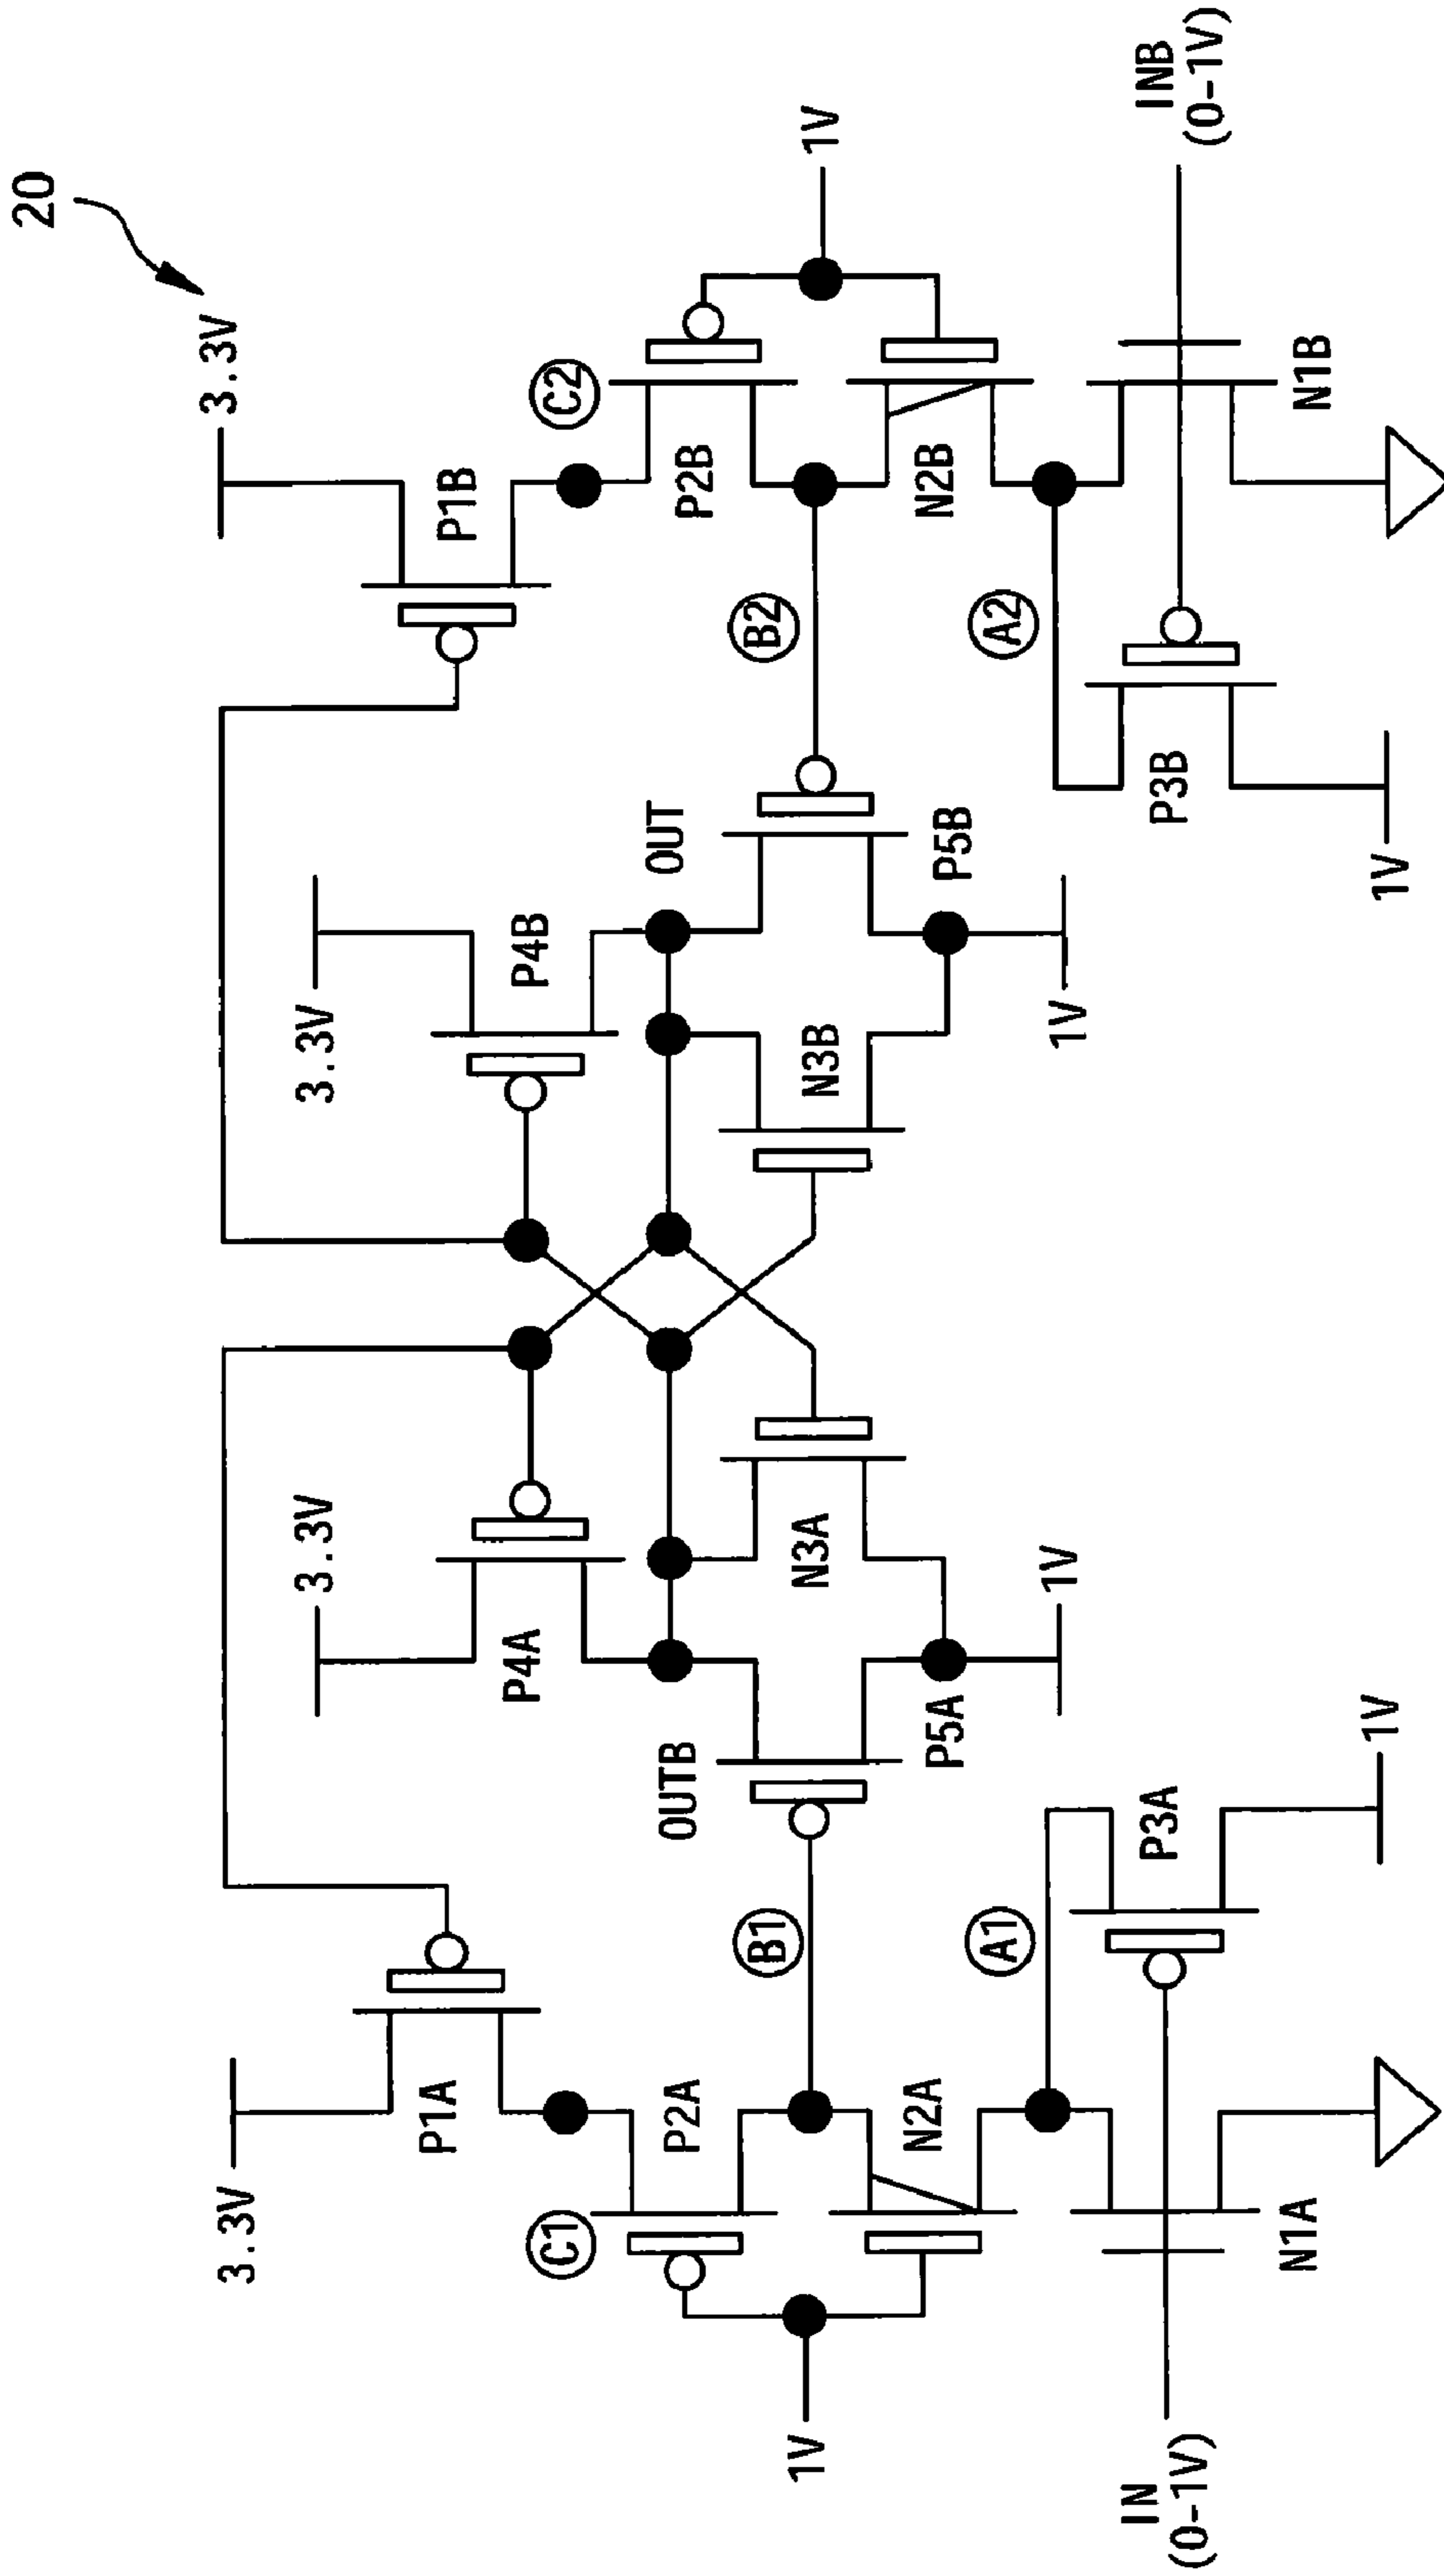 20
3.3V
3.3V
3.3V
3.3V
P1A
P4A
P4B
P1B
C1
P2A
OUTB
OUT
P2B
C2
1V
B1
N3A
N3B
B2
1V
N2A
P5A
P5B
N2B
A1
1V
1V
A2
IN
(0-1V)
P3A
P3B
INB
(0-1V)
N1A
1V
1V
N1B